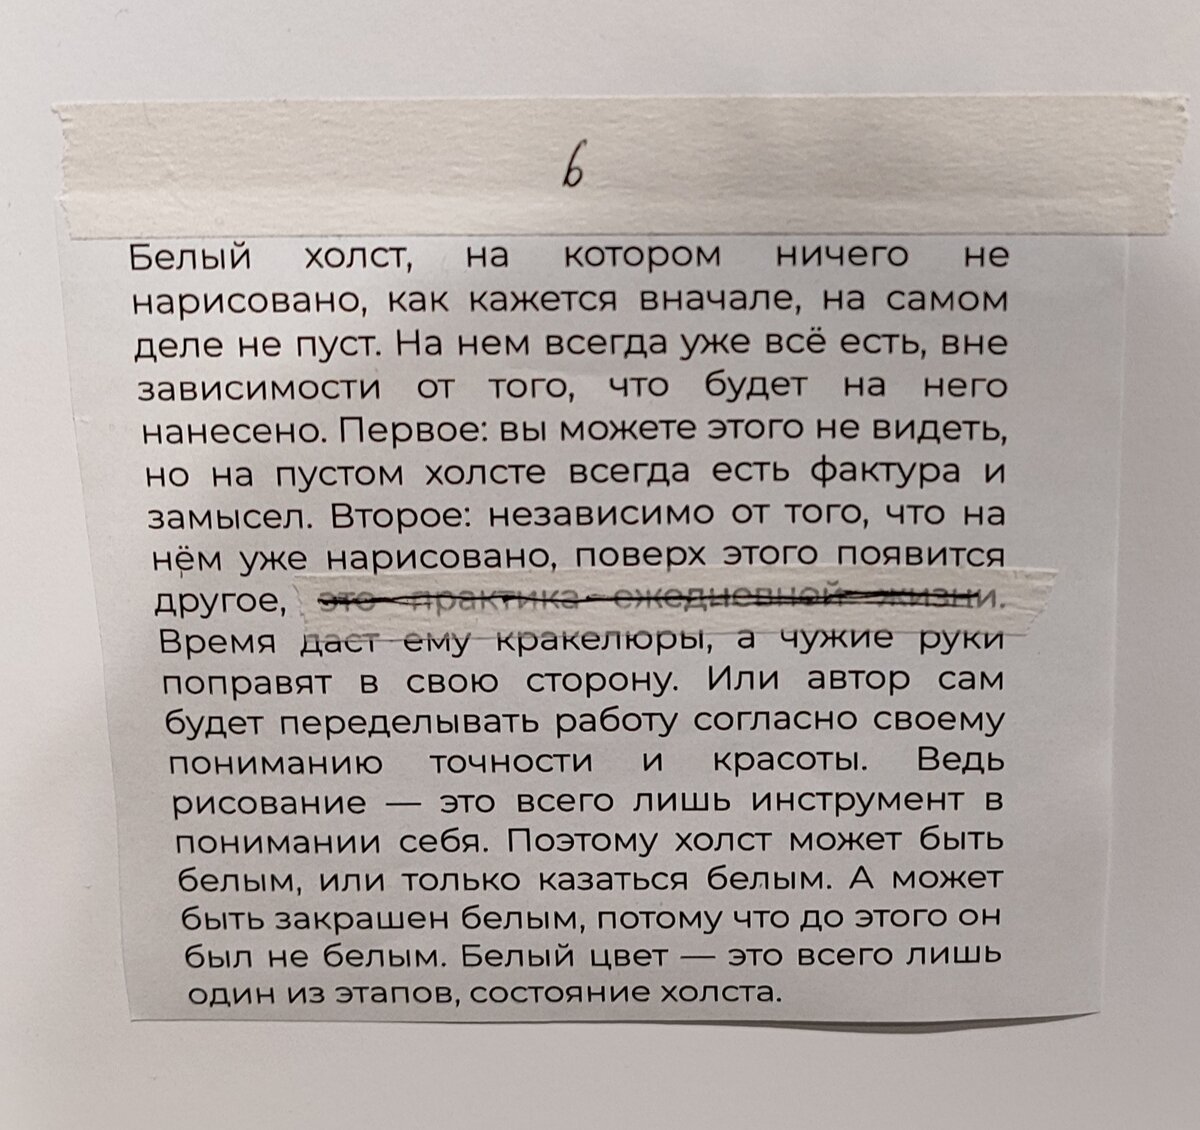 6
Белый холст, на котором ничего не
нарисовано, как кажется вначале, на самом
деле не пуст. На нем всегда уже всё есть, вне
зависимости от того, что будет на него
нанесено. Первое: вы можете этого не видеть,
но на пустом холсте всегда есть фактура и
замысел. Второе: независимо от того, что на
нём уже нарисовано, поверх этого появится
другое, это практика ежедневной жизни.
Время даст ему кракелюры, а чужие руки
поправят в свою сторону. Или автор сам
будет переделывать работу согласно своему
пониманию точности и красоты. Ведь
рисование — это всего лишь инструмент в
понимании себя. Поэтому холст может быть
белым, или только казаться белым. А может
быть закрашен белым, потому что до этого он
был не белым. Белый цвет — это всего лишь
один из этапов, состояние холста.